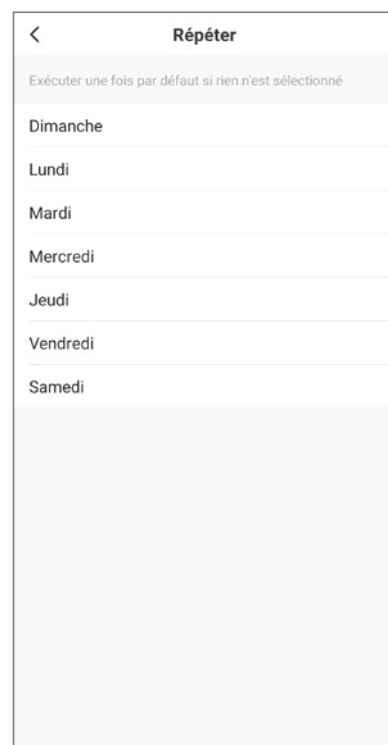 Répéter
Exécuter une fois par défaut si rien n'est sélectionné
Dimanche
Lundi
Mardi
Mercredi
Jeudi
Vendredi
Samedi